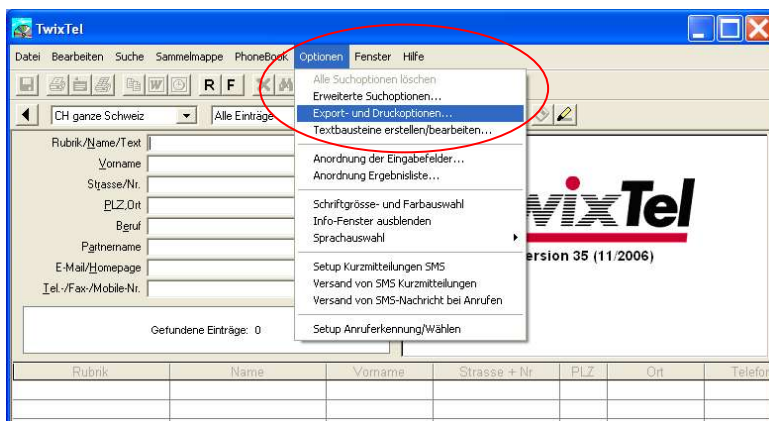 TwixTel
Datei Bearbeiten Suche Sammelmappe PhoneBook Optionen Fenster Hilfe
R F
CH ganze Schweiz
Alle Einträge
Alle Suchoptionen löschen
Erweiterte Suchoptionen...
Export- und Druckoptionen...
Textbausteine erstellen/bearbeiten...
Anordnung der Eingabefelder...
Anordnung Ergebnisliste...
Schriftgrösse- und Farbauswahl
Info-Fenster ausblenden
Sprachauswahl
Setup Kurzmitteilungen SMS
Versand von SMS Kurzmitteilungen
Versand von SMS-Nachricht bei Anrufen
Setup Anruferkennung/Wählen
Rubrik/Name/Text
Vorname
Strasse/Nr.
PLZ,Ort
Beruf
Partnername
E-Mail/Homepage
Tel.-/Fax-/Mobile-Nr.
wixTel
ersion 35 (11/2006)
Gefundene Einträge: 0
Rubrik Name Vorname Strasse + Nr PLZ Ort Telefon